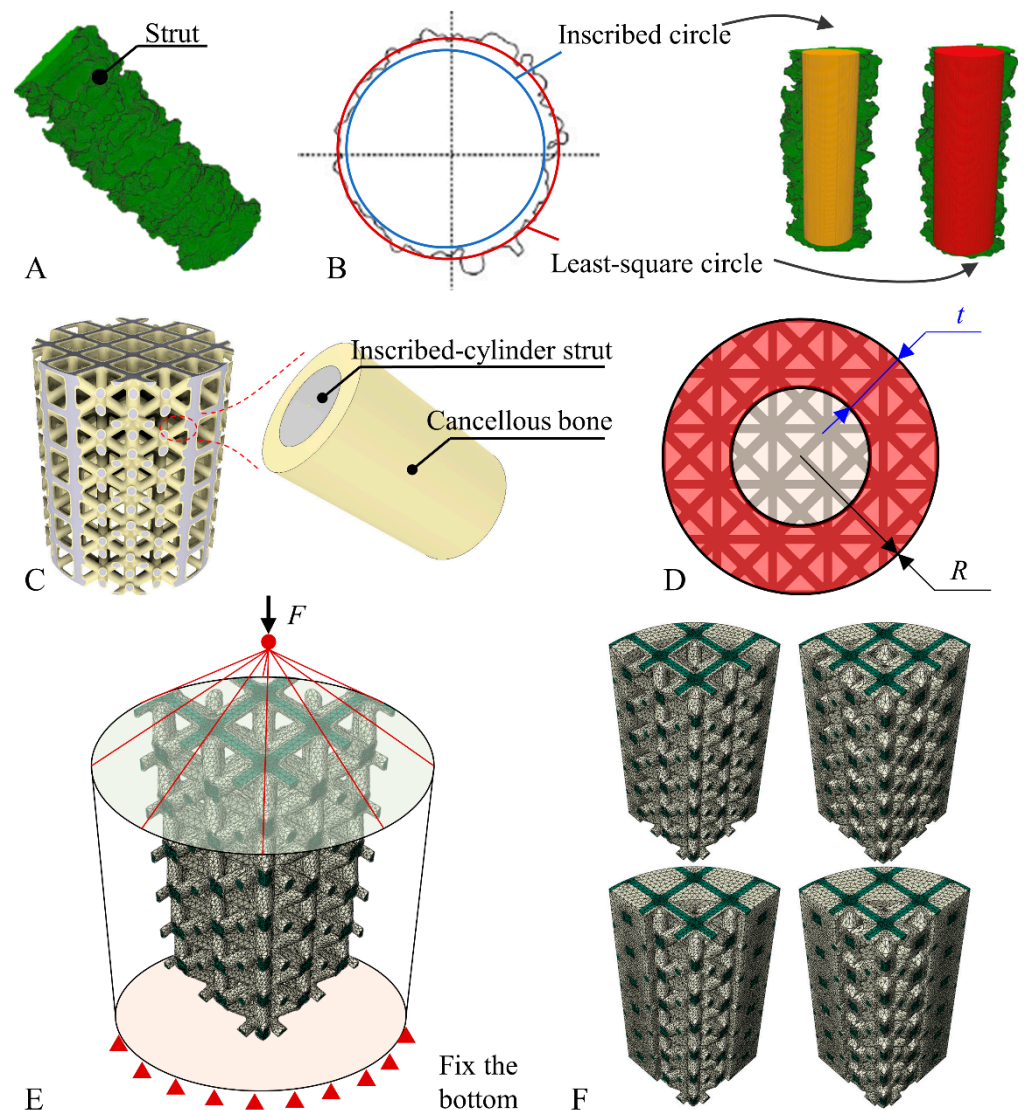 Strut
Inscribed circle
A
B
Least-square circle
Inscribed-cylinder strut
Cancellous bone
C
t
D
R
F
E
Fix the
bottom
F